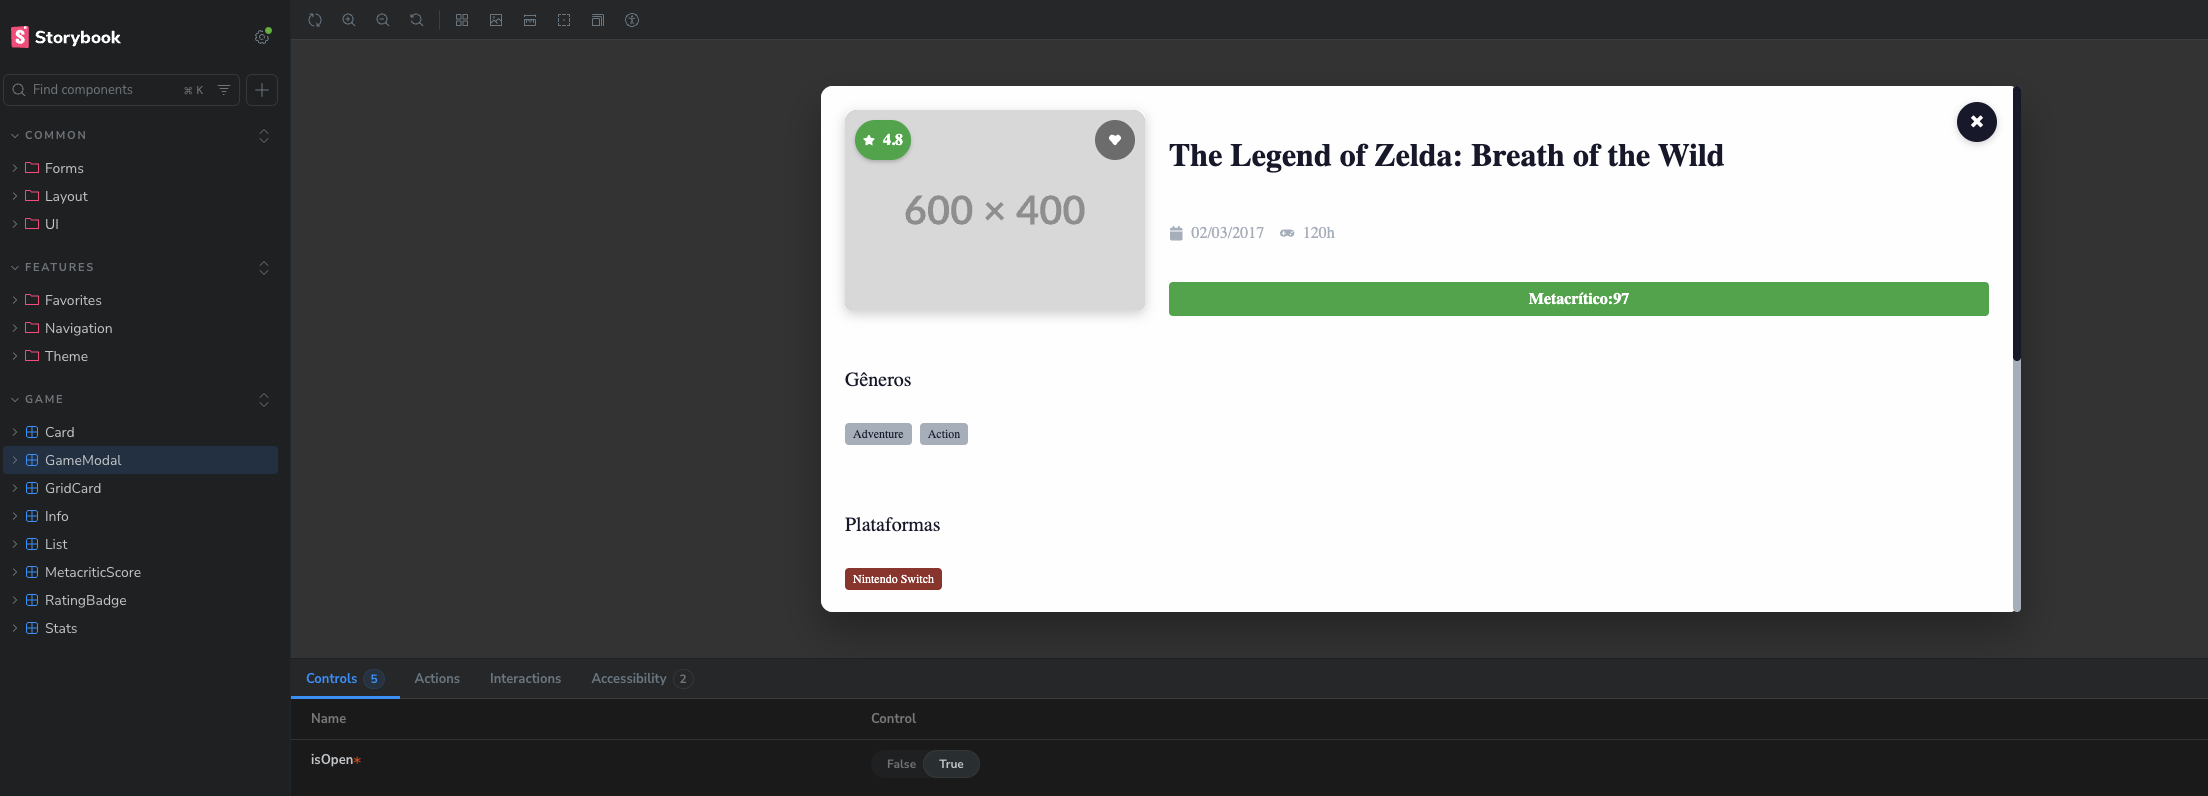 Storybook
Find components
⌘ K
COMMON
Forms
Layout
UI
FEATURES
Favorites
Navigation
Theme
GAME
Card
GameModal
GridCard
Info
List
MetacriticScore
RatingBadge
Stats
4.8
600 × 400
The Legend of Zelda: Breath of the Wild
02/03/2017 120h
Metacrítico:97
Gêneros
Adventure Action
Plataformas
Nintendo Switch
Controls 5 Actions Interactions Accessibility 2
Name Control
isOpen* False True